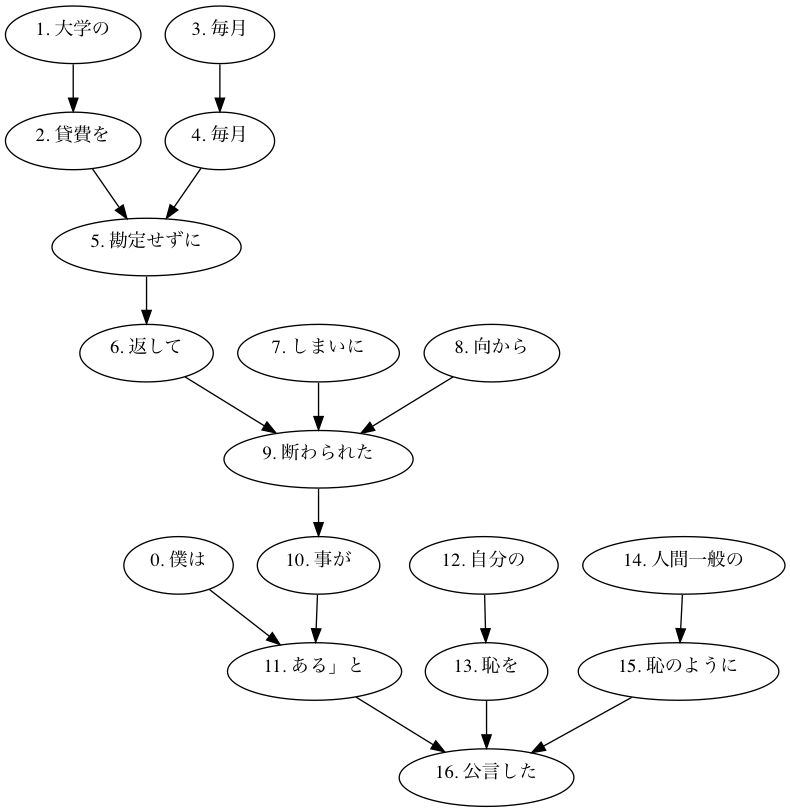 1. 大学の
3. 毎月
2. 貸費を
4. 毎月
5. 勘定せずに
6. 返して
7. しまいに
8. 向から
9. 断わられた
0. 僕は
10. 事が
12. 自分の
14. 人間一般の
11. ある」と
13. 恥を
15. 恥のように
16. 公言した